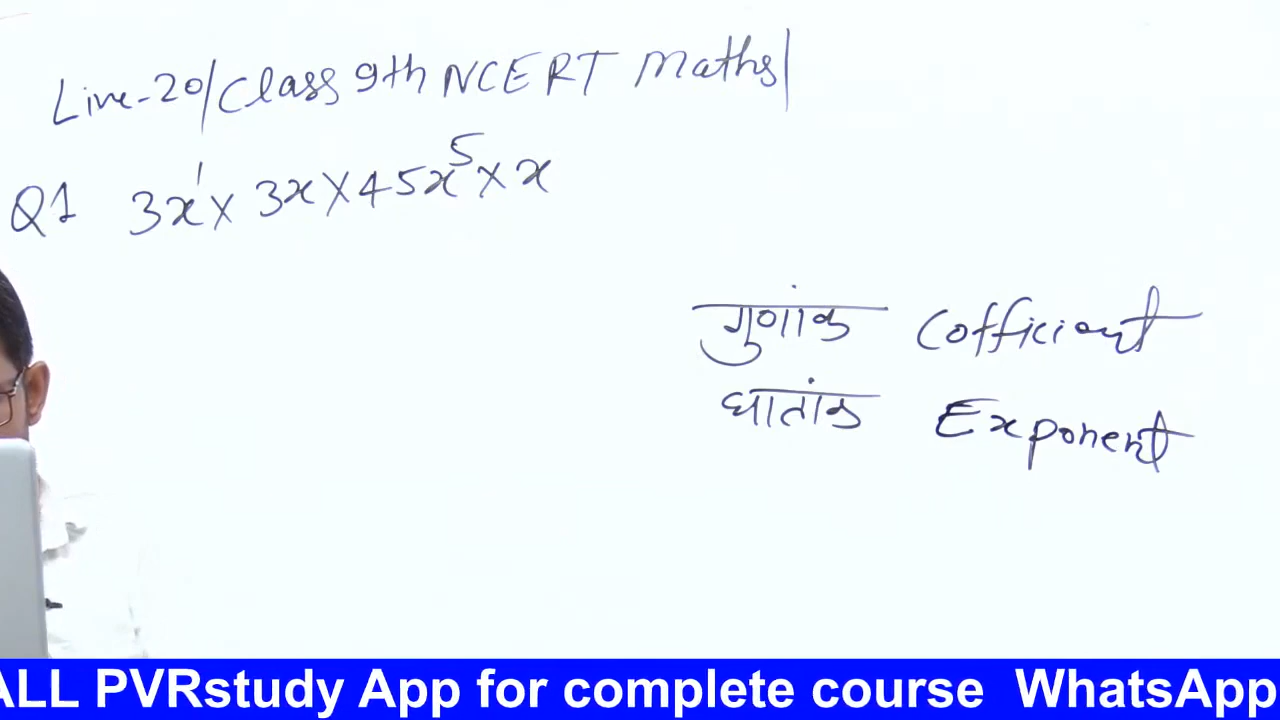 Live-20/Class 9th NCERT Maths/
Q1 3x¹ × 3x × 45x⁵ × x
गुणांक Cofficient
घातांक Exponent
ALL PVRstudy App for complete course WhatsApp